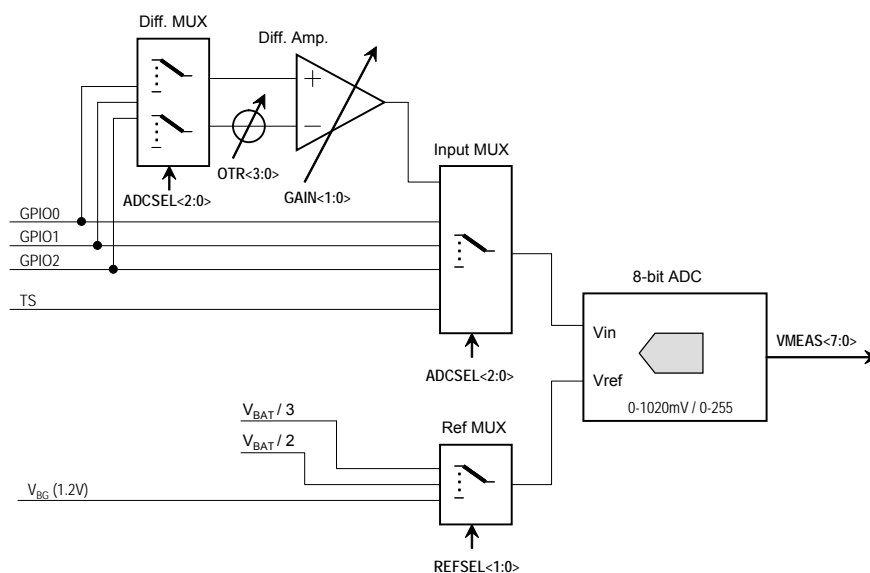 Diff. MUX
Diff. Amp.
+
−
OTR<3:0>
ADCSEL<2:0>
GAIN<1:0>
Input MUX
GPIO0
GPIO1
GPIO2
TS
ADCSEL<2:0>
8-bit ADC
Vin
Vref
0-1020mV / 0-255
VMEAS<7:0>
VBAT / 3
VBAT / 2
VBG (1.2V)
Ref MUX
REFSEL<1:0>